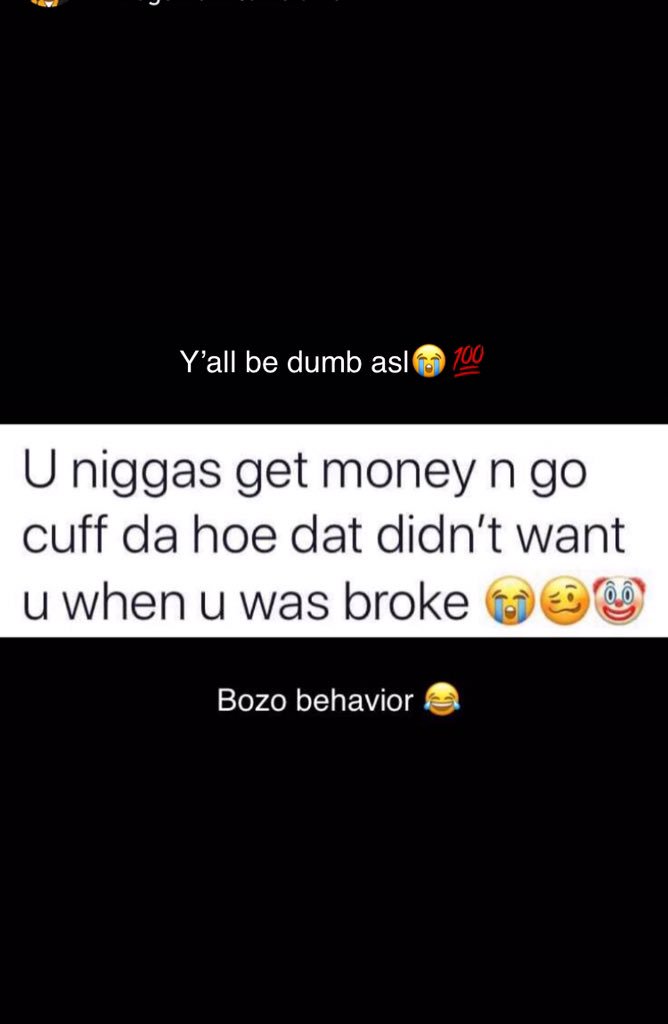 Y’all be dumb asl😭💯
U niggas get money n go
cuff da hoe dat didn’t want
u when u was broke 😭🥴🤡
Bozo behavior 😂